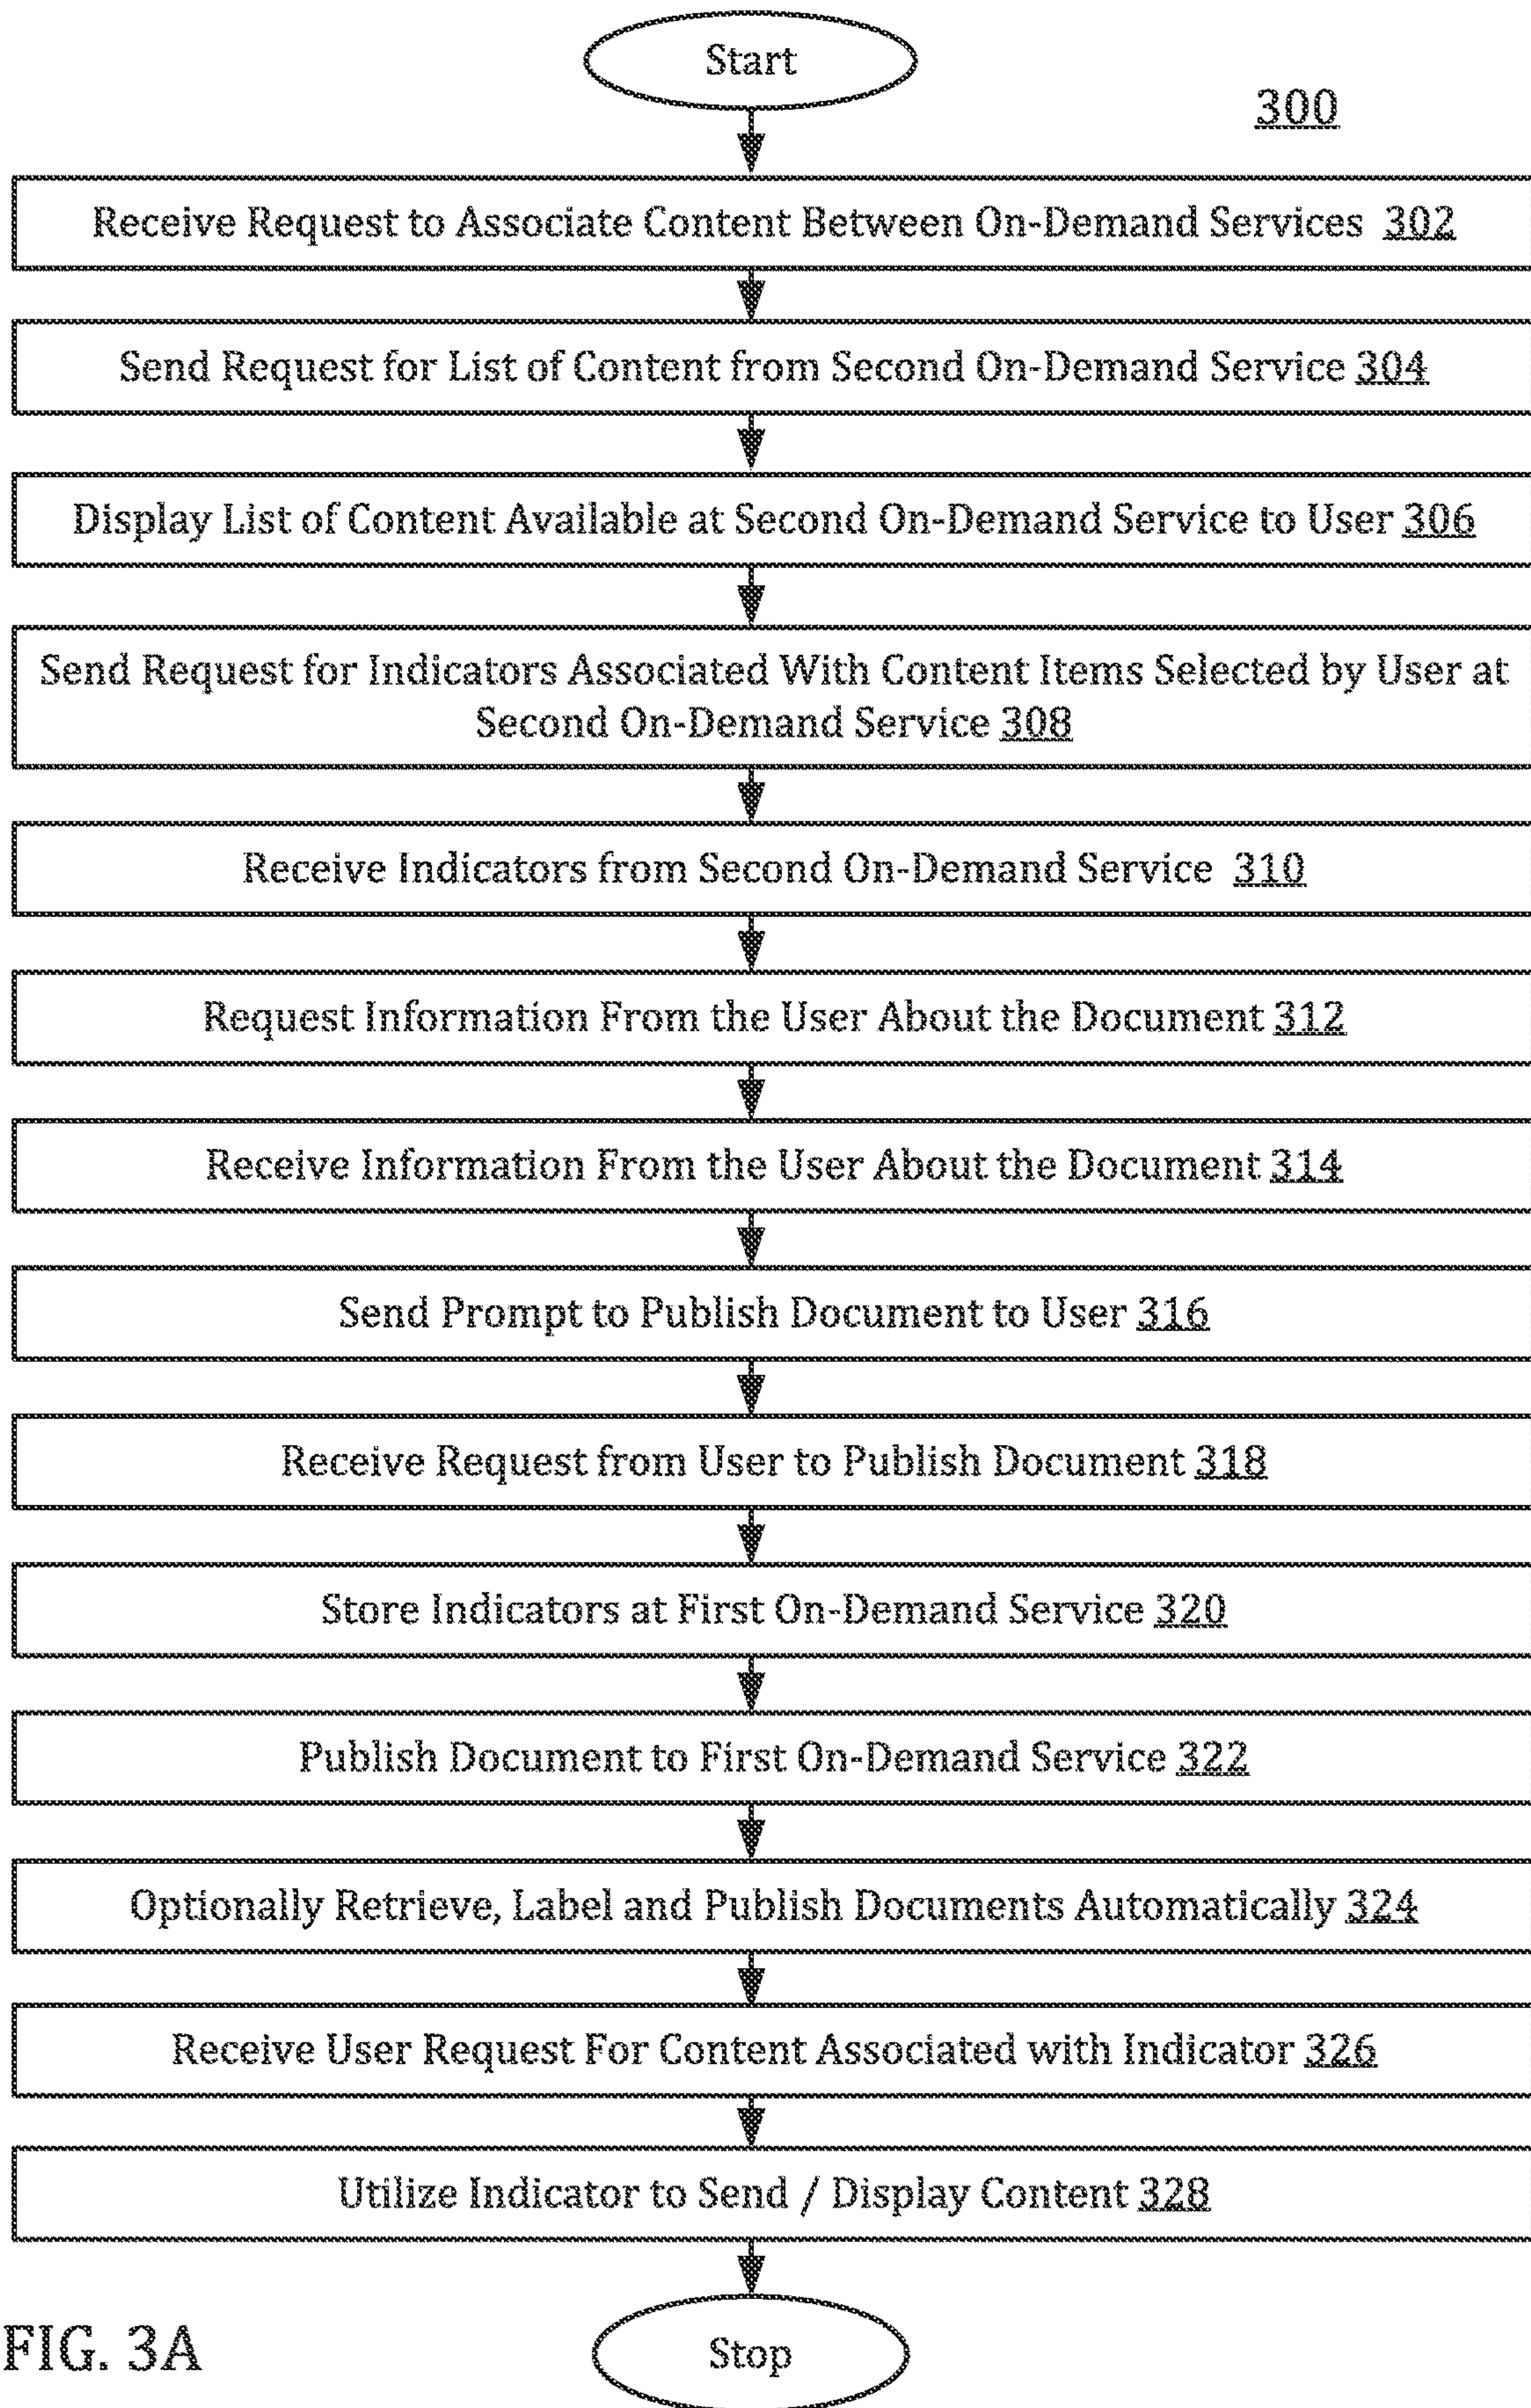 Start
300
Receive Request to Associate Content Between On-Demand Services 302
Send Request for List of Content from Second On-Demand Service 304
Display List of Content Available at Second On-Demand Service to User 306
Send Request for Indicators Associated With Content Items Selected by User at
Second On-Demand Service 308
Receive Indicators from Second On-Demand Service 310
Request Information From the User About the Document 312
Receive Information From the User About the Document 314
Send Prompt to Publish Document to User 316
Receive Request from User to Publish Document 318
Store Indicators at First On-Demand Service 320
Publish Document to First On-Demand Service 322
Optionally Retrieve, Label and Publish Documents Automatically 324
Receive User Request For Content Associated with Indicator 326
Utilize Indicator to Send / Display Content 328
Stop
FIG. 3A